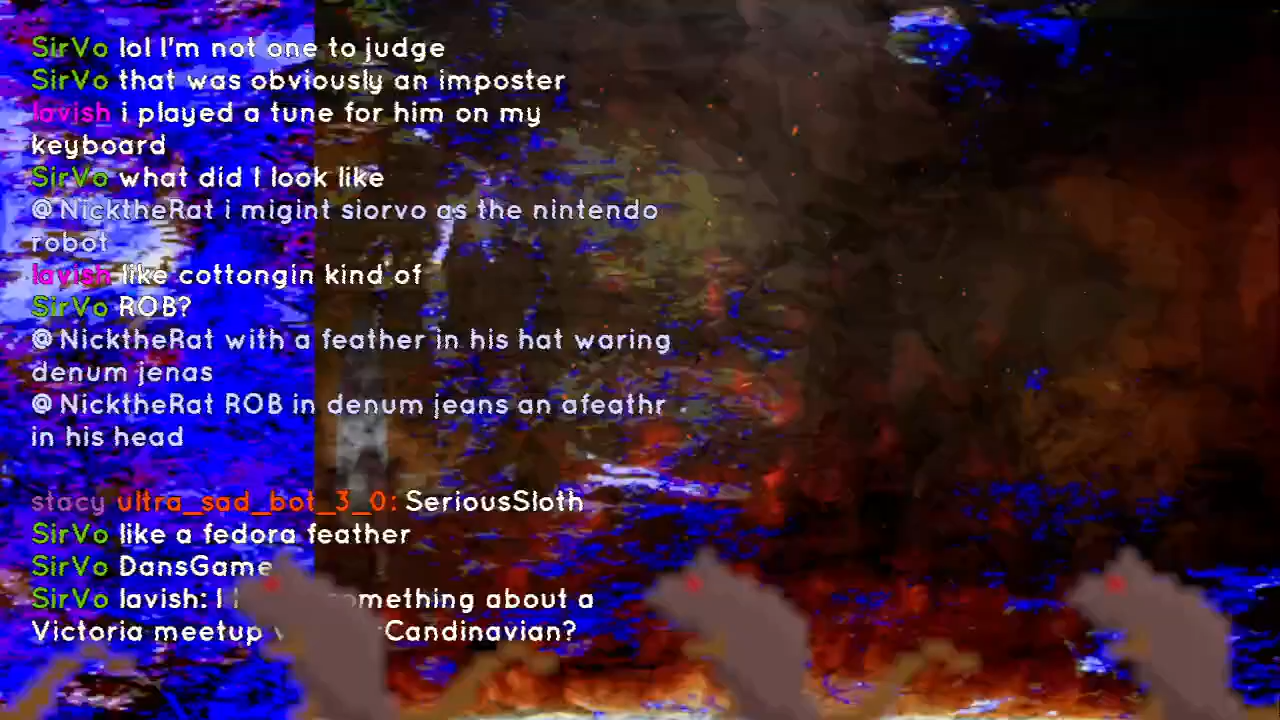 SirVo lol I'm not one to judge
SirVo that was obviously an imposter
lavish i played a tune for him on my
keyboard
SirVo what did I look like
@NicktheRat i migint siorvo as the nintendo
robot
lavish like cottongin kind of
SirVo ROB?
@NicktheRat with a feather in his hat waring
denum jenas
@NicktheRat ROB in denum jeans an afeathr
in his head
stacy ultra_sad_bot_3_0: SeriousSloth
SirVo like a fedora feather
SirVo DansGame
SirVo lavish: I something about a
Victoria meetup Candinavian?